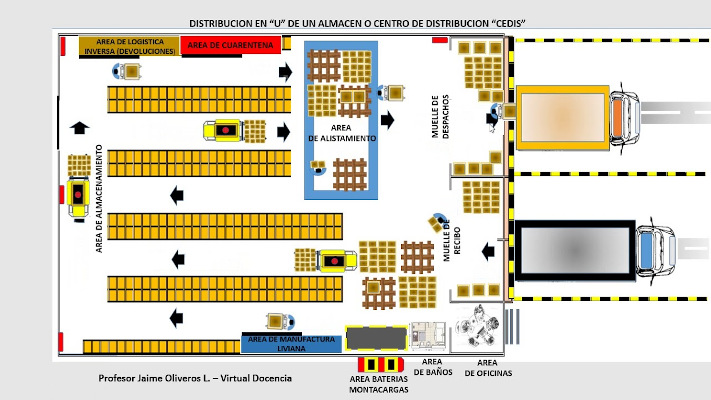 DISTRIBUCION EN “U” DE UN ALMACEN O CENTRO DE DISTRIBUCION “CEDIS”
AREA DE LOGISTICA
INVERSA (DEVOLUCIONES)
AREA DE CUARENTENA
AREA
DE ALISTAMIENTO
MUELLE DE
DESPACHOS
AREA DE ALMACENAMIENTO
MUELLE DE
RECIBO
AREA DE MANUFACTURA
LIVIANA
AREA
DE BAÑOS
AREA
DE OFICINAS
AREA BATERIAS
MONTACARGAS
Profesor Jaime Oliveros L. – Virtual Docencia